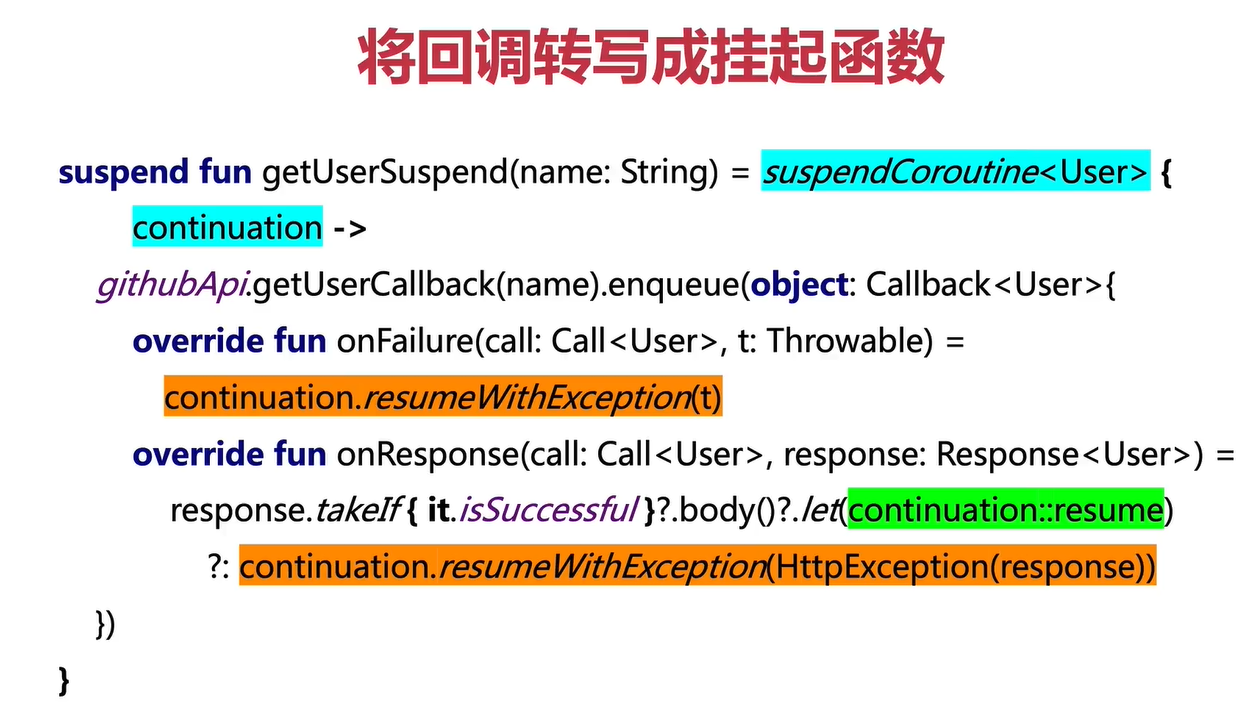 将回调转写成挂起函数
suspend fun getUserSuspend(name: String) = suspendCoroutine<User> {
continuation ->
githubApi.getUserCallback(name).enqueue(object: Callback<User>{
override fun onFailure(call: Call<User>, t: Throwable) =
continuation.resumeWithException(t)
override fun onResponse(call: Call<User>, response: Response<User>) =
response.takeIf { it.isSuccessful }?.body()?.let(continuation::resume)
?: continuation.resumeWithException(HttpException(response))
})
}